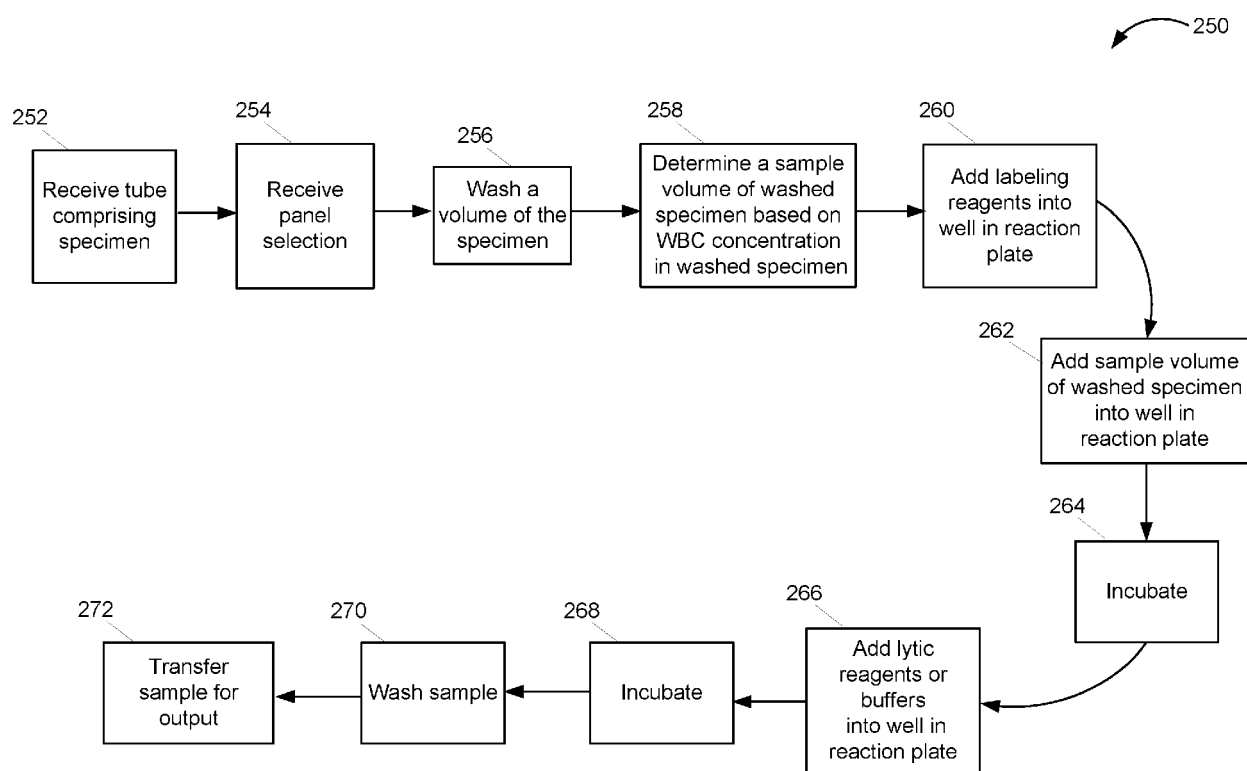 250
252
Receive tube
comprising
specimen
254
Receive
panel
selection
256
Wash a
volume of the
specimen
258
Determine a sample
volume of washed
specimen based on
WBC concentration
in washed specimen
260
Add labeling
reagents into
well in reaction
plate
262
Add sample volume
of washed specimen
into well in
reaction plate
264
Incubate
266
Add lytic
reagents or
buffers
into well in
reaction plate
268
Incubate
270
Wash sample
272
Transfer
sample for
output